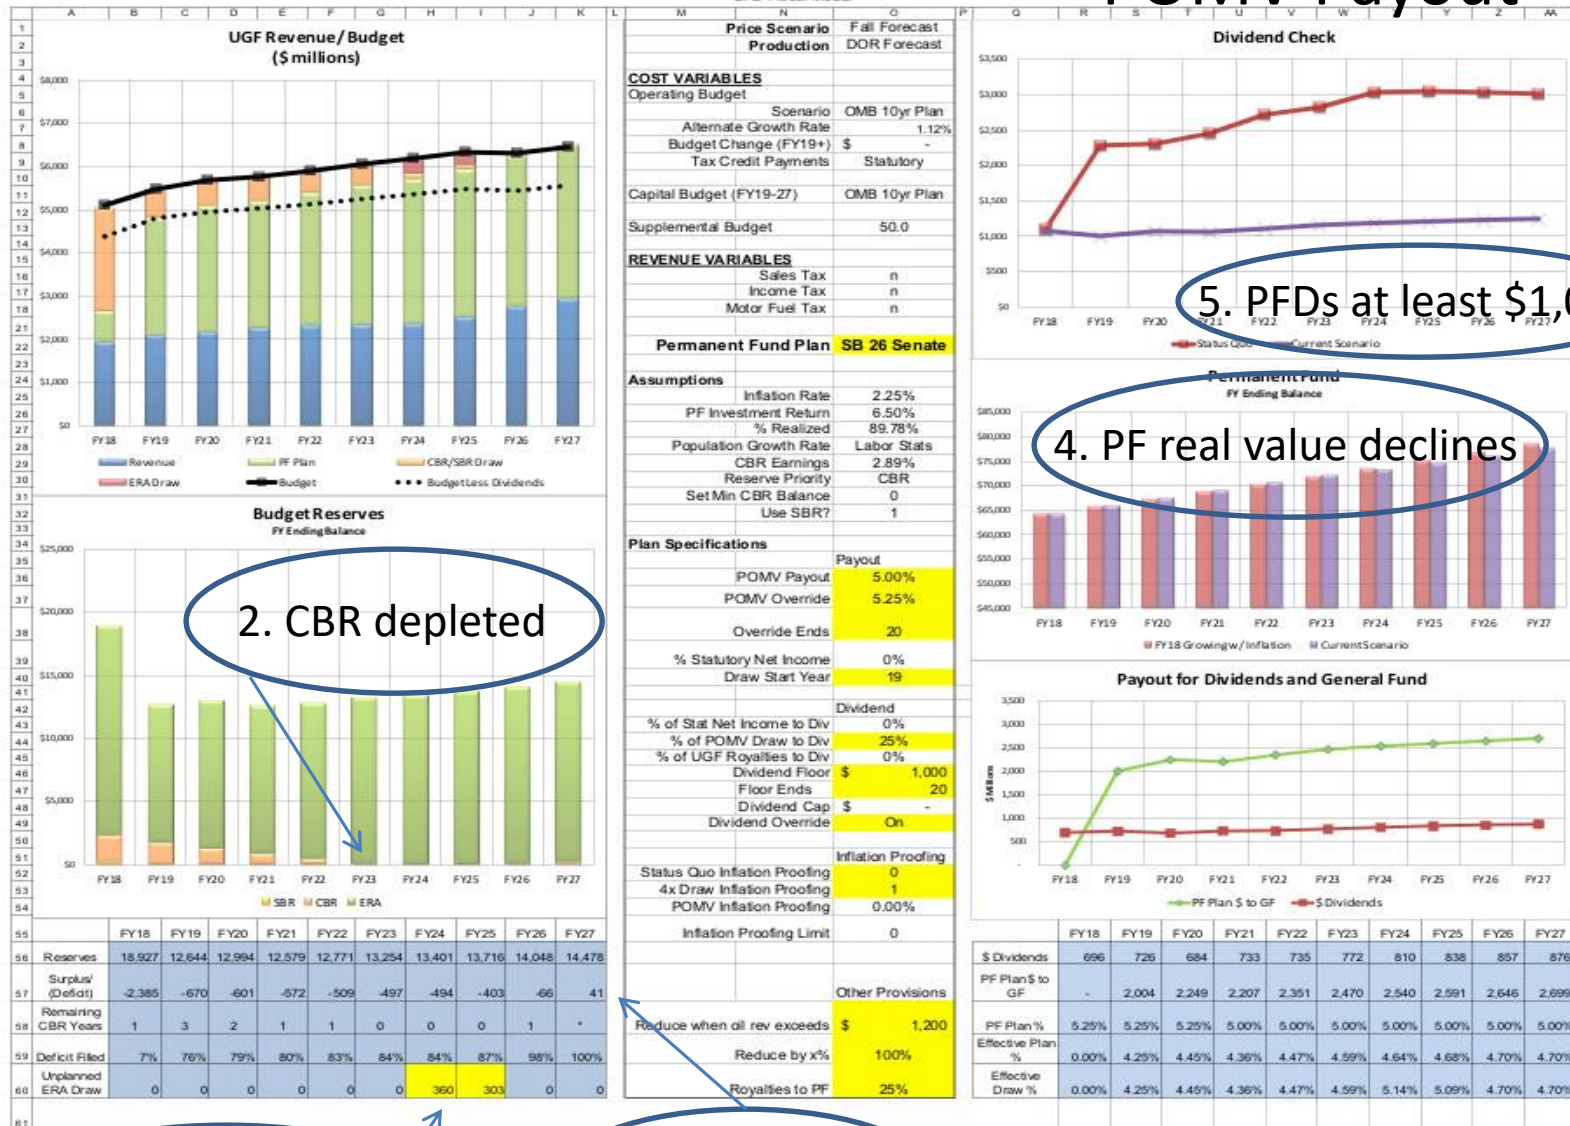 POMV Payout
A B C D E F G H I J K L M N O P Q R S T U V W Y Z AA
UGF Revenue/Budget
($ millions)
$8,000
$7,000
$6,000
$5,000
$4,000
$3,000
$2,000
$1,000
$0
FY18 FY19 FY20 FY21 FY22 FY23 FY24 FY25 FY26 FY27
Revenue PF Plan CBR/SBR Draw
ERA Draw Budget Budget Less Dividends
Budget Reserves
FY Ending Balance
$25,000
$20,000
2. CBR depleted
$15,000
$10,000
$5,000
$0
FY18 FY19 FY20 FY21 FY22 FY23 FY24 FY25 FY26 FY27
SBR CBR ERA
FY18 FY19 FY20 FY21 FY22 FY23 FY24 FY25 FY26 FY27
Reserves 18,927 12,644 12,994 12,579 12,771 13,254 13,401 13,716 14,048 14,478
Surplus/ (Deficit) -2,385 -670 -601 -572 -509 -497 -494 -403 -66 41
Remaining CBR Years 1 3 2 1 1 0 0 0 1 *
Deficit Filled 7% 76% 79% 80% 83% 84% 84% 87% 98% 100%
Unplanned ERA Draw 0 0 0 0 0 0 360 303 0 0
Price Scenario Fall Forecast
Production DOR Forecast
COST VARIABLES
Operating Budget
Scenario OMB 10yr Plan
Alternate Growth Rate 1.12%
Budget Change (FY19+) $ -
Tax Credit Payments Statutory
Capital Budget (FY19-27) OMB 10yr Plan
Supplemental Budget 50.0
REVENUE VARIABLES
Sales Tax n
Income Tax n
Motor Fuel Tax n
Permanent Fund Plan SB 26 Senate
Assumptions
Inflation Rate 2.25%
PF Investment Return 6.50%
% Realized 89.78%
Population Growth Rate Labor Stats
CBR Earnings 2.89%
Reserve Priority CBR
Set Min CBR Balance 0
Use SBR? 1
Plan Specifications
Payout
POMV Payout 5.00%
POMV Override 5.25%
Override Ends 20
% Statutory Net Income 0%
Draw Start Year 19
Dividend
% of Stat Net Income to Div 0%
% of POMV Draw to Div 25%
% of UGF Royalties to Div 0%
Dividend Floor $ 1,000
Floor Ends 20
Dividend Cap $ -
Dividend Override On
Inflation Proofing
Status Quo Inflation Proofing 0
4x Draw Inflation Proofing 1
POMV Inflation Proofing 0.00%
Inflation Proofing Limit 0
Other Provisions
Reduce when oil rev exceeds $ 1,200
Reduce by x% 100%
Royalties to PF 25%
Dividend Check
$3,500
$3,000
$2,500
$2,000
$1,500
$1,000
$500
$0
5. PFDs at least $1,0
FY18 FY19 FY20 FY21 FY22 FY23 FY24 FY25 FY26 FY27
Status Quo Current Scenario
Permanent Fund
FY Ending Balance
$85,000
$80,000
4. PF real value declines
$75,000
$70,000
$65,000
$60,000
$55,000
$50,000
$45,000
FY18 FY19 FY20 FY21 FY22 FY23 FY24 FY25 FY26 FY27
FY18 Growing w/ Inflation Current Scenario
Payout for Dividends and General Fund
$ Millions
3,500
3,000
2,500
2,000
1,500
1,000
500
-
FY18 FY19 FY20 FY21 FY22 FY23 FY24 FY25 FY26 FY27
PF Plan $ to GF $ Dividends
FY18 FY19 FY20 FY21 FY22 FY23 FY24 FY25 FY26 FY27
$ Dividends 696 726 684 733 735 772 810 838 857 876
PF Plan $ to GF - 2,004 2,249 2,207 2,351 2,470 2,540 2,591 2,646 2,699
PF Plan % 5.25% 5.25% 5.25% 5.00% 5.00% 5.00% 5.00% 5.00% 5.00% 5.00%
Effective Plan % 0.00% 4.25% 4.45% 4.36% 4.47% 4.59% 4.64% 4.68% 4.70% 4.70%
Effective Draw % 0.00% 4.25% 4.45% 4.36% 4.47% 4.59% 5.14% 5.09% 4.70% 4.70%